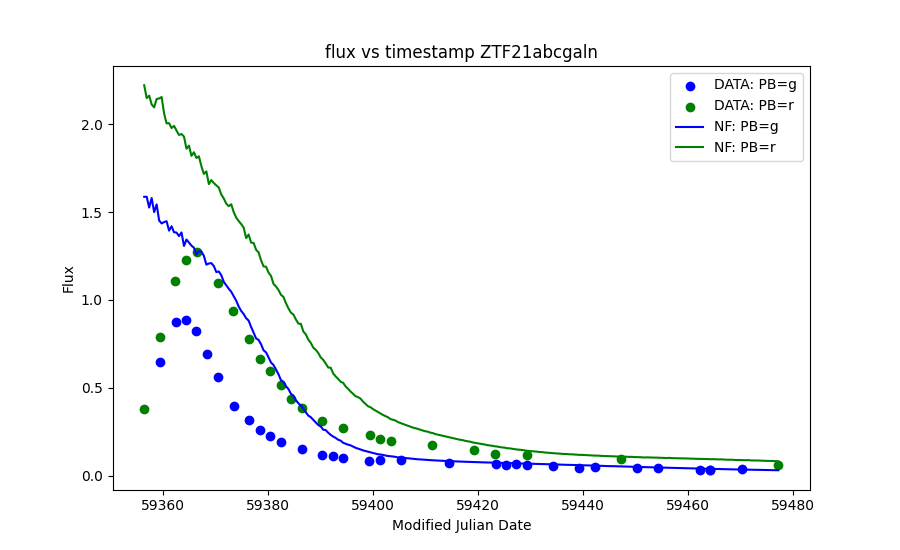 flux vs timestamp ZTF21abcgaln
DATA: PB=g
DATA: PB=r
NF: PB=g
NF: PB=r
2.0
1.5
1.0
0.5
0.0
Flux
59360 59380 59400 59420 59440 59460 59480
Modified Julian Date